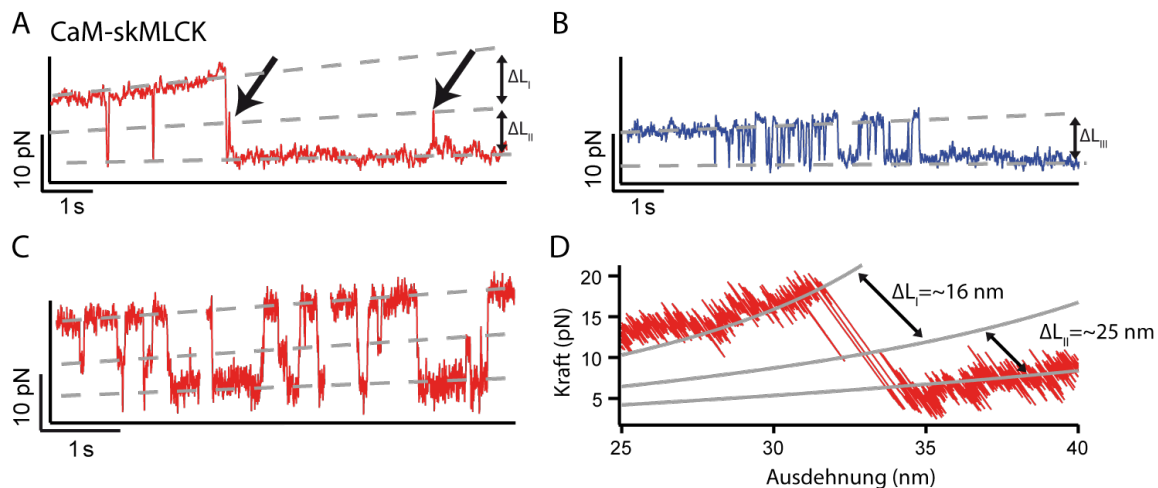 A
CaM-skMLCK
ΔL_I
ΔL_II
10 pN
1s
B
ΔL_III
10 pN
1s
C
10 pN
1s
D
Kraft (pN)
20
15
10
5
ΔL_I=~16 nm
ΔL_II=~25 nm
25
30
35
40
Ausdehnung (nm)